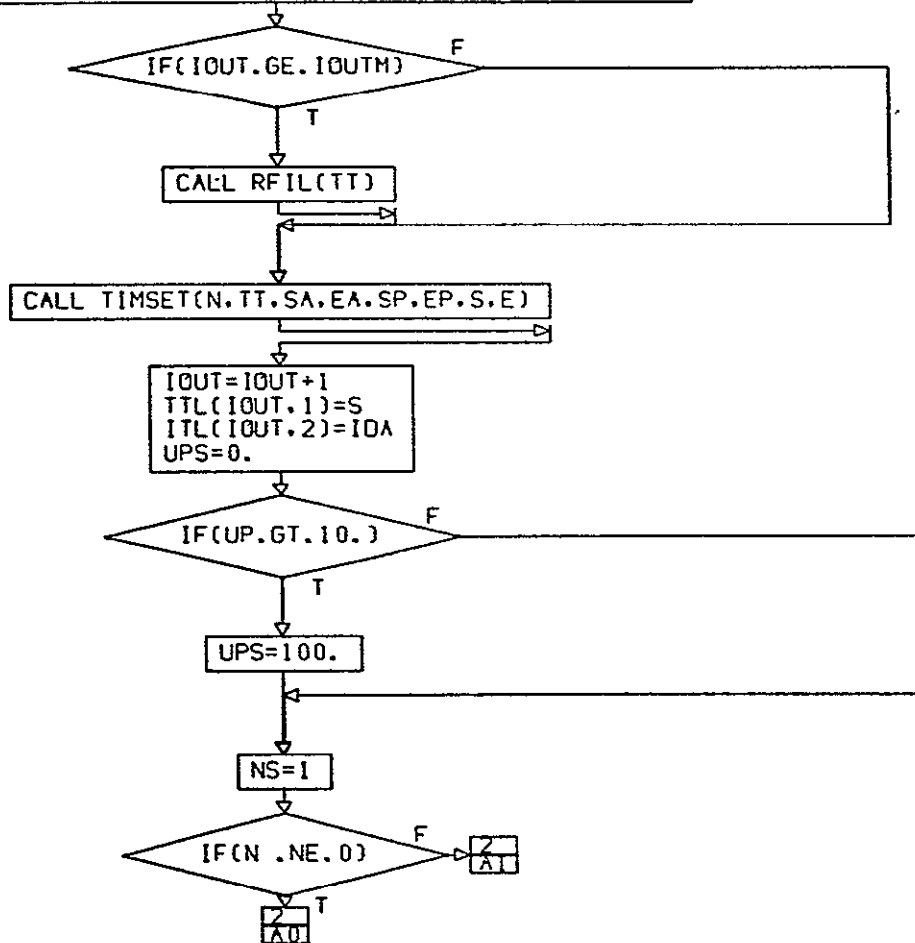 IF(IOUT.GE.IOUTM)
F
T
CALL RFIL(TT)
CALL TIMSET(N.TT.SA.EA.SP.EP.S.E)
IOUT=IOUT+1
TTL(IOUT.1)=S
ITL(IOUT.2)=IDA
UPS=0.
IF(UP.GT.10.)
F
T
UPS=100.
NS=1
IF(N .NE.0)
F
2
A1
T
2
A0